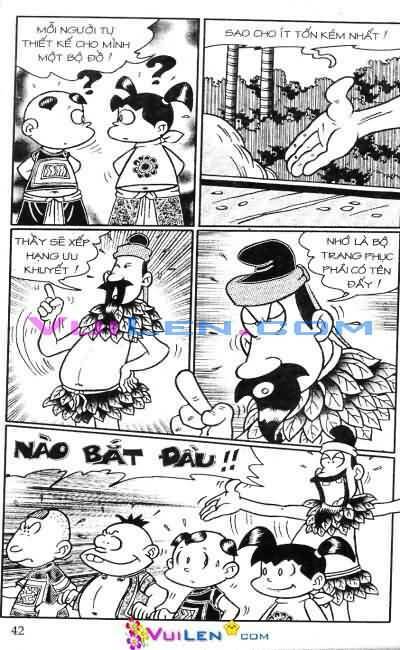 MỖI NGƯỜI TỰ
THIẾT KẾ CHO MÌNH
MỘT BỘ ĐỒ !
?
?
SAO CHO ÍT TỐN KÉM NHẤT !
THẦY SẼ XẾP
HẠNG ƯU
KHUYẾT !
NHỚ LÀ BỘ
TRANG PHỤC
PHẢI CÓ TÊN
ĐẤY !
VUILEN.COM
NÀO BẮT ĐẦU !!
42
VUILEN.COM